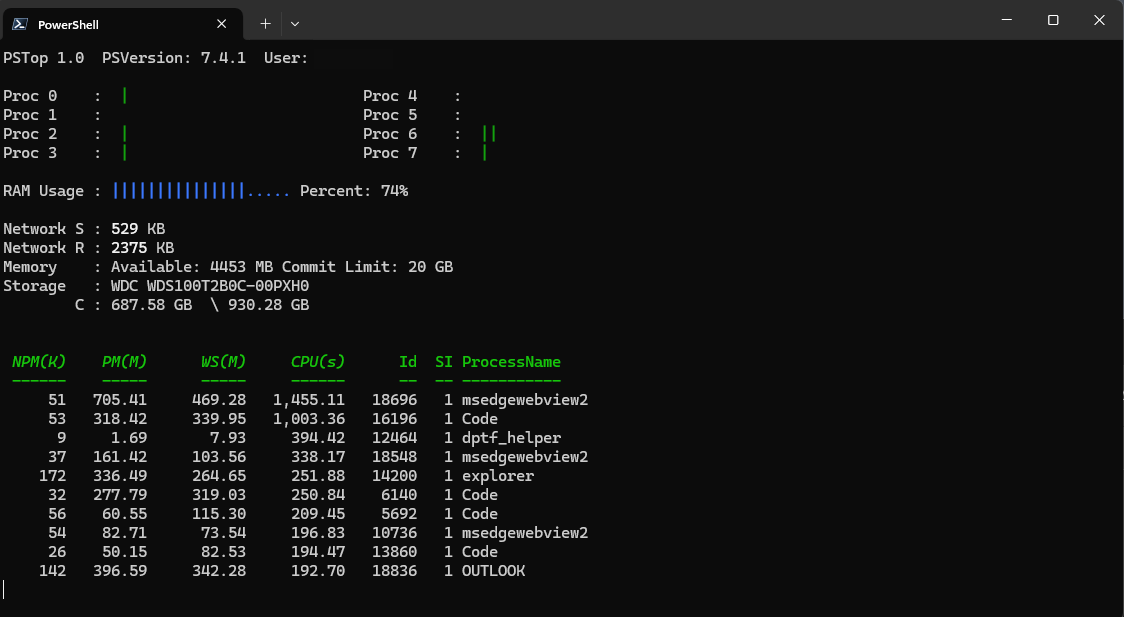 PowerShell
PSTop 1.0  PSVersion: 7.4.1  User:
Proc 0    :  |                          Proc 4    :
Proc 1    :                             Proc 5    :
Proc 2    :  |                          Proc 6    :  ||
Proc 3    :  |                          Proc 7    :  |
RAM Usage : |||||||||||||||..... Percent: 74%
Network S : 529 KB
Network R : 2375 KB
Memory    : Available: 4453 MB Commit Limit: 20 GB
Storage   : WDC WDS100T2B0C-00PXH0
        C : 687.58 GB  \ 930.28 GB
 NPM(K)    PM(M)      WS(M)     CPU(s)      Id  SI ProcessName
 ------    -----      -----     ------      --  -- -----------
     51   705.41     469.28   1,455.11   18696   1 msedgewebview2
     53   318.42     339.95   1,003.36   16196   1 Code
      9     1.69       7.93     394.42   12464   1 dptf_helper
     37   161.42     103.56     338.17   18548   1 msedgewebview2
    172   336.49     264.65     251.88   14200   1 explorer
     32   277.79     319.03     250.84    6140   1 Code
     56    60.55     115.30     209.45    5692   1 Code
     54    82.71      73.54     196.83   10736   1 msedgewebview2
     26    50.15      82.53     194.47   13860   1 Code
    142   396.59     342.28     192.70   18836   1 OUTLOOK